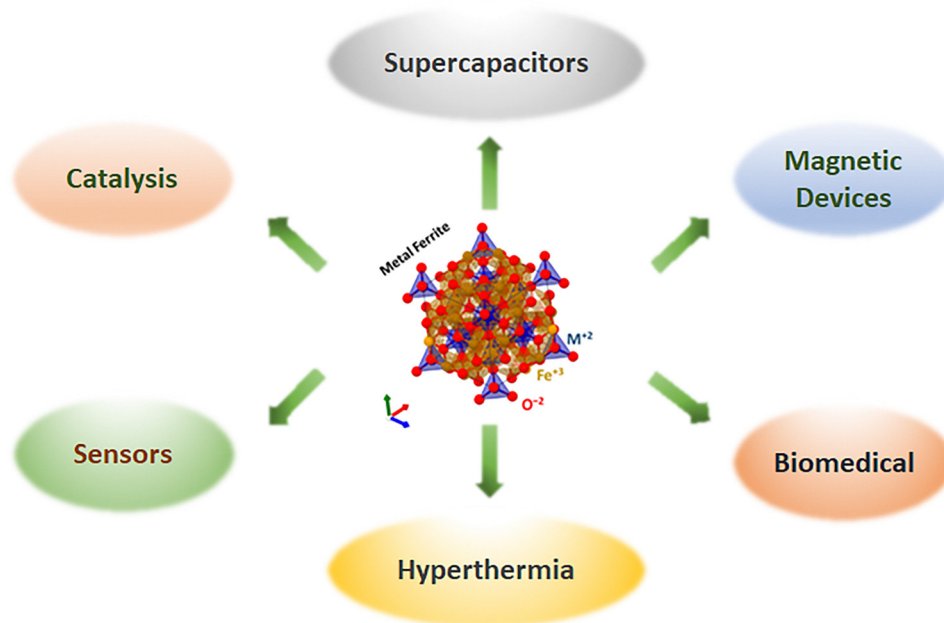 Supercapacitors
Catalysis
Magnetic
Devices
Metal Ferrite
M⁺²
Fe⁺³
O⁻²
Sensors
Biomedical
Hyperthermia